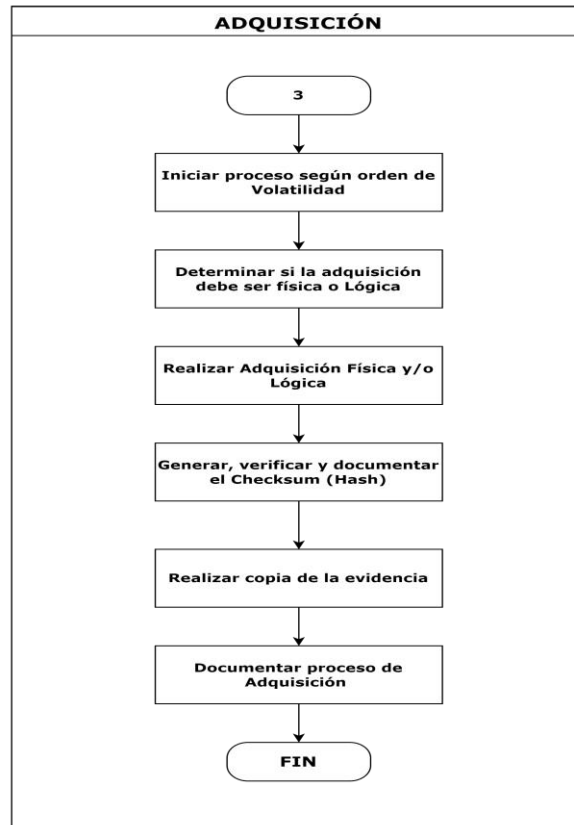 ADQUISICIÓN
3
Iniciar proceso según orden de
Volatilidad
Determinar si la adquisición
debe ser física o Lógica
Realizar Adquisición Física y/o
Lógica
Generar, verificar y documentar
el Checksum (Hash)
Realizar copia de la evidencia
Documentar proceso de
Adquisición
FIN